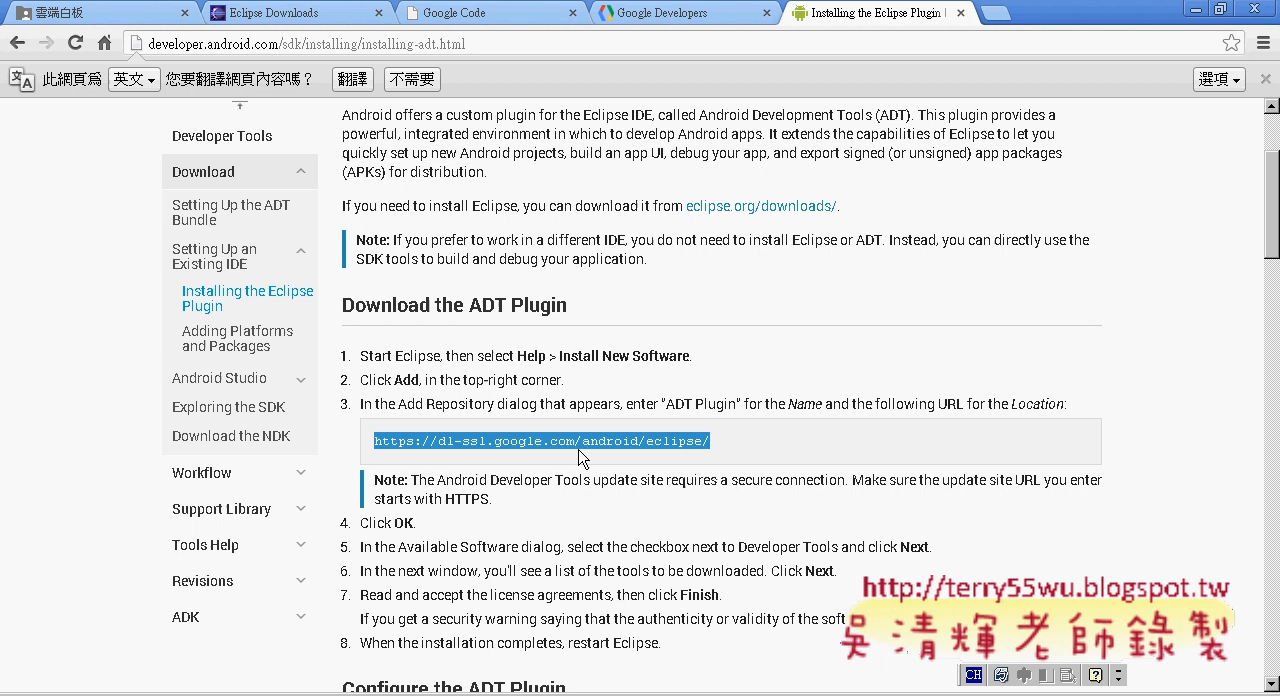 雲端白板
Eclipse Downloads
Google Code
Google Developers
Installing the Eclipse Plugin
developer.android.com/sdk/installing/installing-adt.html
此網頁為 英文 您要翻譯網頁內容嗎？ 翻譯 不需要 選項
Developer Tools
Download
Setting Up the ADT
Bundle
Setting Up an
Existing IDE
Installing the Eclipse
Plugin
Adding Platforms
and Packages
Android Studio
Exploring the SDK
Download the NDK
Workflow
Support Library
Tools Help
Revisions
ADK
Android offers a custom plugin for the Eclipse IDE, called Android Development Tools (ADT). This plugin provides a
powerful, integrated environment in which to develop Android apps. It extends the capabilities of Eclipse to let you
quickly set up new Android projects, build an app UI, debug your app, and export signed (or unsigned) app packages
(APKs) for distribution.
If you need to install Eclipse, you can download it from eclipse.org/downloads/.
Note: If you prefer to work in a different IDE, you do not need to install Eclipse or ADT. Instead, you can directly use the
SDK tools to build and debug your application.
Download the ADT Plugin
1. Start Eclipse, then select Help > Install New Software.
2. Click Add, in the top-right corner.
3. In the Add Repository dialog that appears, enter "ADT Plugin" for the Name and the following URL for the Location:
https://dl-ssl.google.com/android/eclipse/
Note: The Android Developer Tools update site requires a secure connection. Make sure the update site URL you enter
starts with HTTPS.
4. Click OK.
5. In the Available Software dialog, select the checkbox next to Developer Tools and click Next.
6. In the next window, you'll see a list of the tools to be downloaded. Click Next.
7. Read and accept the license agreements, then click Finish.
If you get a security warning saying that the authenticity or validity of the soft
8. When the installation completes, restart Eclipse.
Configure the ADT Plugin
http://terry55wu.blogspot.tw
吳清輝老師錄製
CH